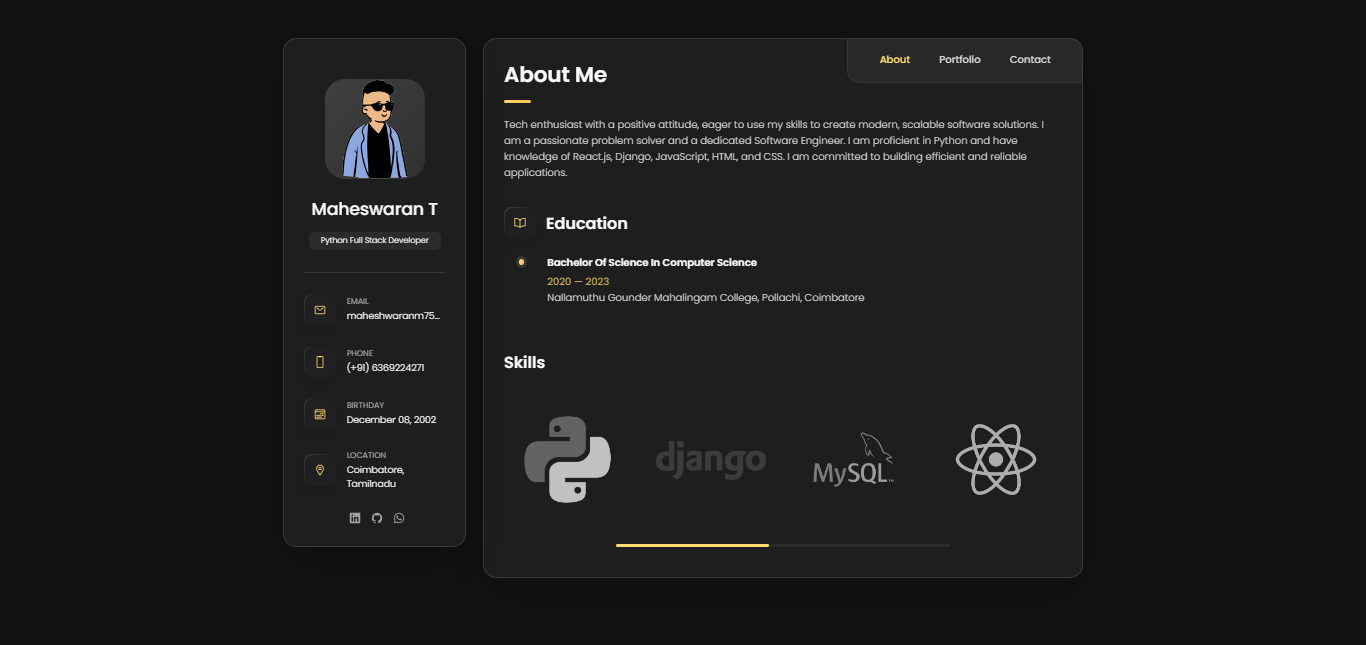 Maheswaran T
Python Full Stack Developer
EMAIL
maheshwaranm75...
PHONE
(+91) 6369224271
BIRTHDAY
December 08, 2002
LOCATION
Coimbatore,
Tamilnadu
About Portfolio Contact
About Me
Tech enthusiast with a positive attitude, eager to use my skills to create modern, scalable software solutions. I
am a passionate problem solver and a dedicated Software Engineer. I am proficient in Python and have
knowledge of React.js, Django, JavaScript, HTML, and CSS. I am committed to building efficient and reliable
applications.
Education
Bachelor Of Science In Computer Science
2020 — 2023
Nallamuthu Gounder Mahalingam College, Pollachi, Coimbatore
Skills
django
MySQL™